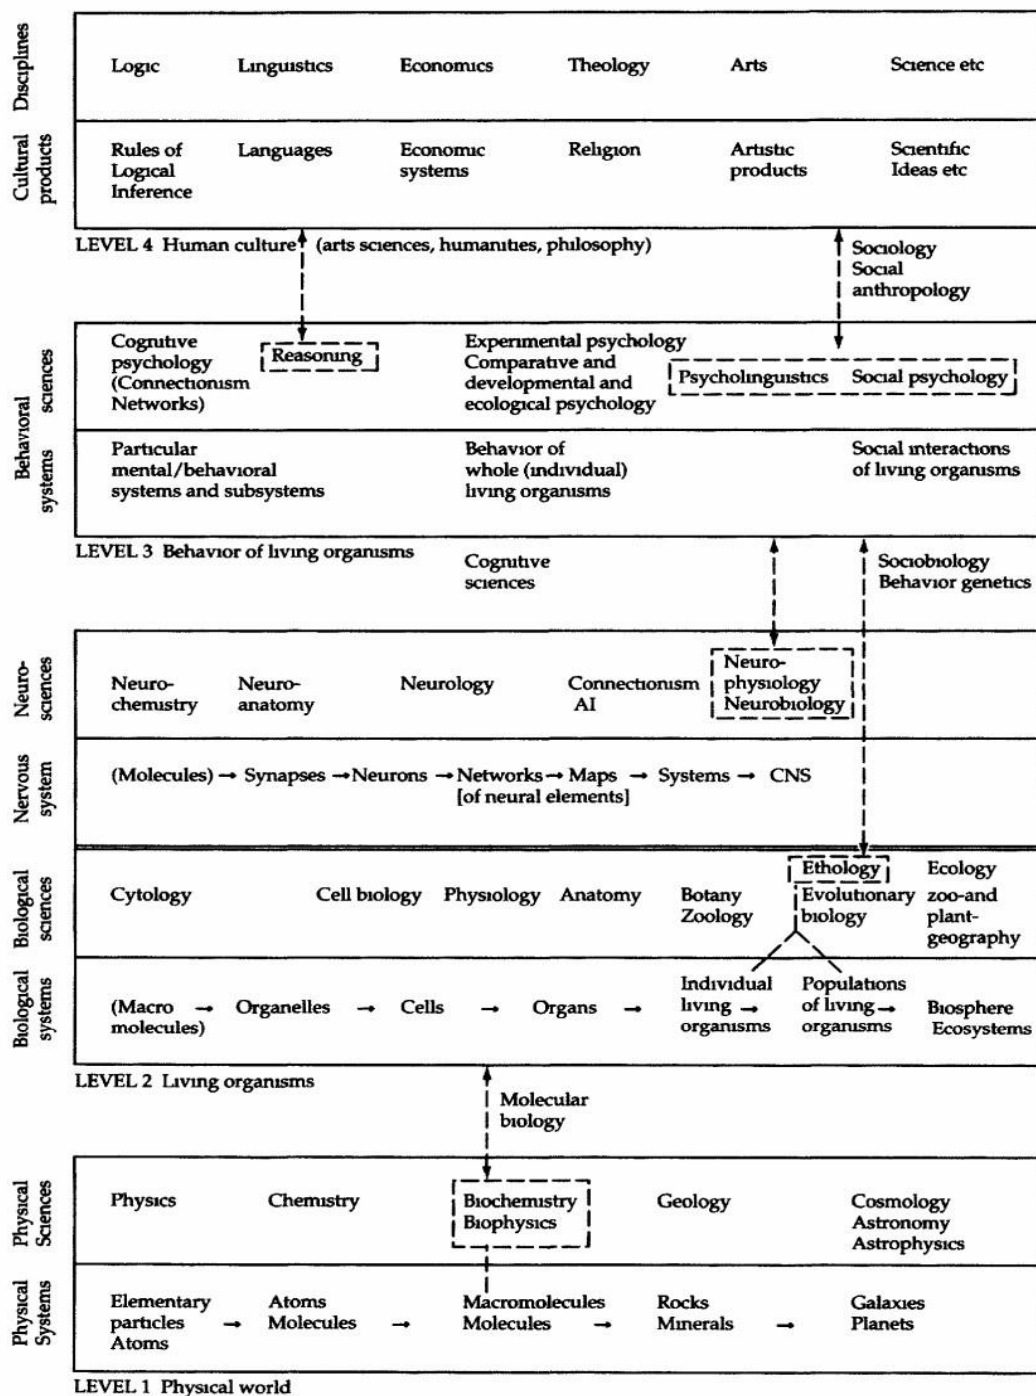 Disciplines
Logic Linguistics Economics Theology Arts Science etc
Cultural products
Rules of Languages Economic Religion Artistic Scientific
Logical systems products Ideas etc
Inference
LEVEL 4 Human culture (arts sciences, humanities, philosophy)
Sociology
Social
anthropology
Behavioral sciences
Cognitive Reasoning Experimental psychology
psychology Comparative and
(Connectionism developmental and Psycholinguistics Social psychology
Networks) ecological psychology
systems
Particular Behavior of Social interactions
mental/behavioral whole (individual) of living organisms
systems and subsystems living organisms
LEVEL 3 Behavior of living organisms
Cognitive Sociobiology
sciences Behavior genetics
Neuro-
sciences
Neuro- Neuro- Neurology Connectionism Neuro-
chemistry anatomy AI physiology
Neurobiology
Nervous
system
(Molecules) → Synapses → Neurons → Networks → Maps → Systems → CNS
[of neural elements]
Biological
sciences
Ethology Ecology
Cytology Cell biology Physiology Anatomy Botany Evolutionary zoo-and
Zoology biology plant-
geography
Biological
systems
Individual Populations
(Macro → Organelles → Cells → Organs → living → of living → Biosphere
molecules) organisms organisms Ecosystems
LEVEL 2 Living organisms
Molecular
biology
Physical
Sciences
Physics Chemistry Biochemistry Geology Cosmology
Biophysics Astronomy
Astrophysics
Physical
Systems
Elementary Atoms Macromolecules Rocks Galaxies
particles → Molecules → Molecules → Minerals → Planets
Atoms
LEVEL 1 Physical world